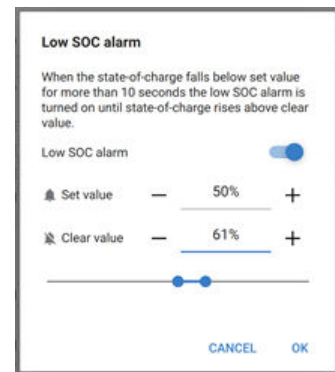 Low SOC alarm
When the state-of-charge falls below set value
for more than 10 seconds the low SOC alarm is
turned on until state-of-charge rises above clear
value.
Low SOC alarm
Set value — 50% +
Clear value — 61% +
CANCEL OK